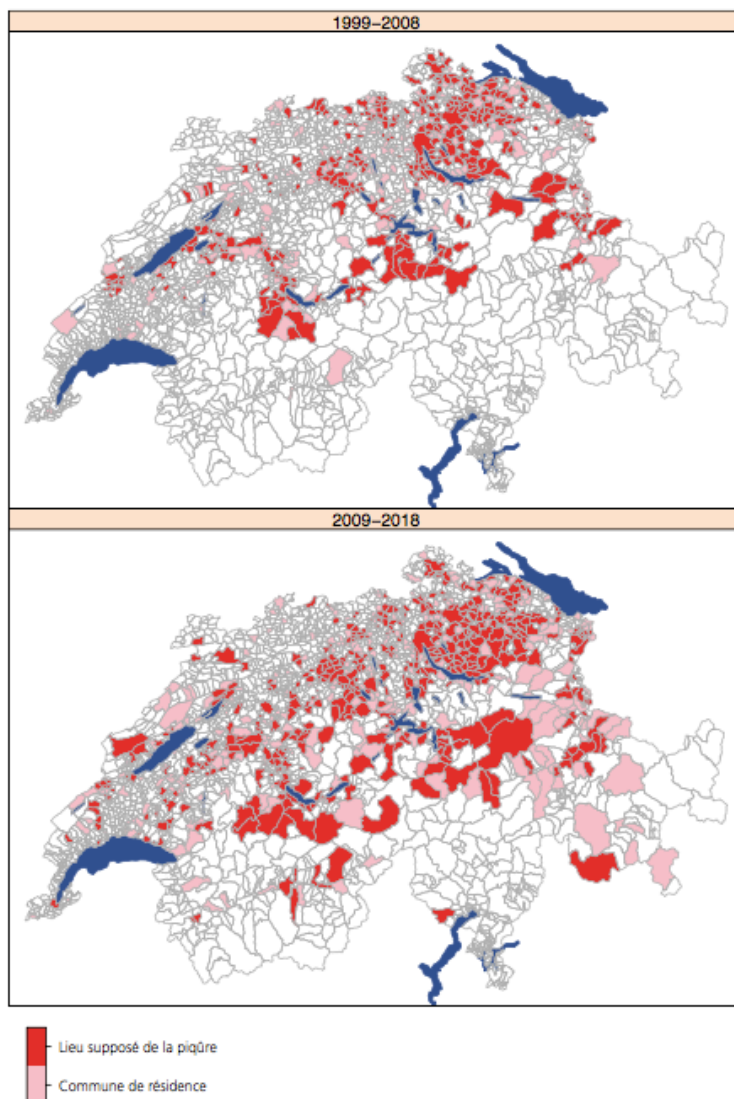 1999–2008
2009–2018
Lieu supposé de la piqûre
Commune de résidence